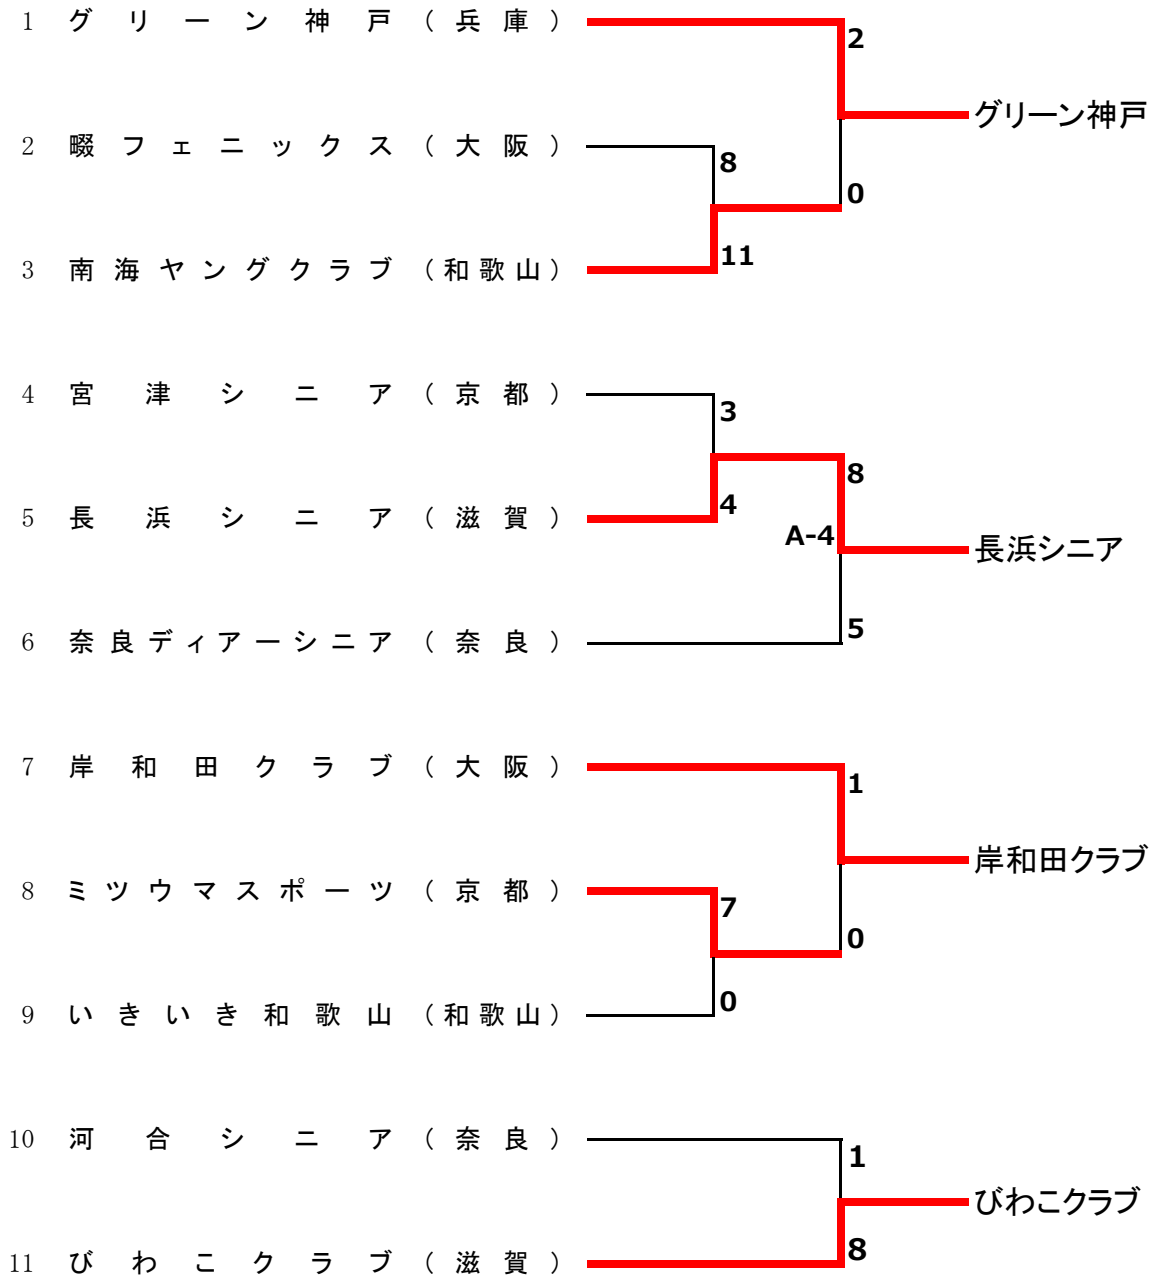 1 グリーン神戸 (兵庫)
2
グリーン神戸
2 畷フェニックス (大阪)
8
0
11
3 南海ヤングクラブ (和歌山)
4 宮津シニア (京都)
3
8
4
5 長浜シニア (滋賀)
A-4
長浜シニア
5
6 奈良ディアーシニア (奈良)
7 岸和田クラブ (大阪)
1
岸和田クラブ
8 ミツウマスポーツ (京都)
7
0
0
9 いきいき和歌山 (和歌山)
10 河合シニア (奈良)
1
びわこクラブ
8
11 びわこクラブ (滋賀)